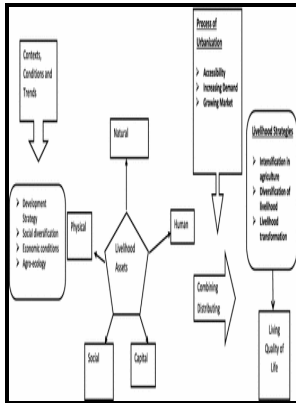 Contexts,
Conditions and
Trends
Process of
Urbanization
Accessibility
Increasing Demand
Growing Market
Natural
Livelihood Strategies
Intensification in
agriculture
Diversification of
livelihood
Livelihood
transformation
Development
Strategy
Social diversification
Economic conditions
Agro-ecology
Physical
Livelihood
Assets
Human
Combining
Distributing
Social
Capital
Living
Quality of
Life